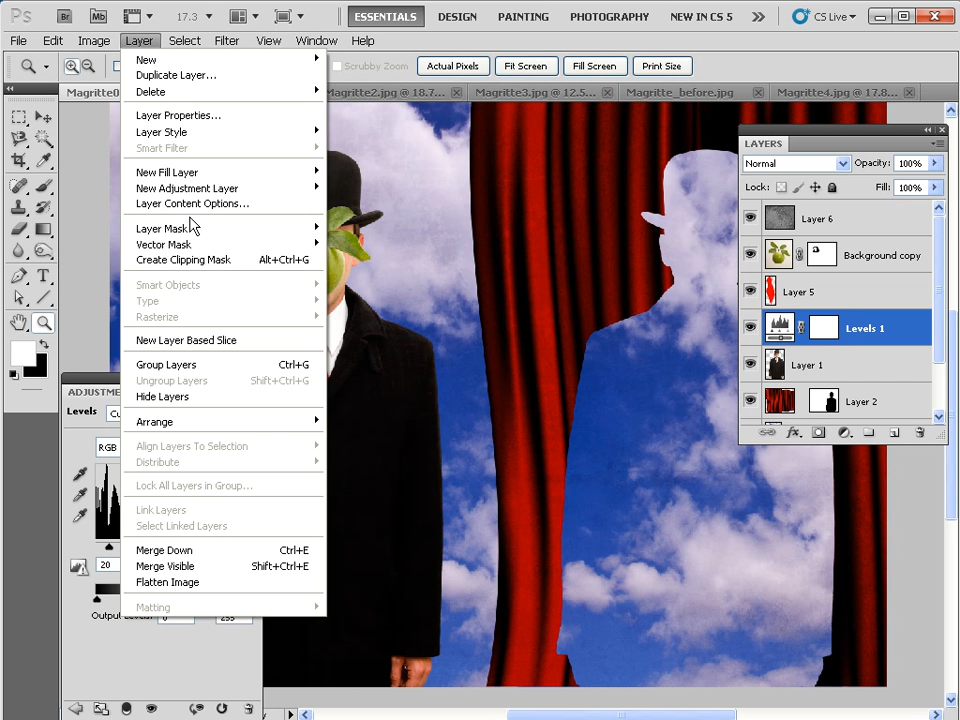 Ps Br Mb 17.3 ESSENTIALS DESIGN PAINTING PHOTOGRAPHY NEW IN CS 5 CS Live
File Edit Image Layer Select Filter View Window Help
Scrubby Zoom Actual Pixels Fit Screen Fill Screen Print Size
Magritte0 Magritte2.jpg @ 18.7... Magritte3.jpg @ 12.5... Magritte_before.jpg Magritte4.jpg @ 17.8...
New
Duplicate Layer...
Delete
Layer Properties...
Layer Style
Smart Filter
New Fill Layer
New Adjustment Layer
Layer Content Options...
Layer Mask
Vector Mask
Create Clipping Mask Alt+Ctrl+G
Smart Objects
Type
Rasterize
New Layer Based Slice
Group Layers Ctrl+G
Ungroup Layers Shift+Ctrl+G
Hide Layers
Arrange
Align Layers To Selection
Distribute
Lock All Layers in Group...
Link Layers
Select Linked Layers
Merge Down Ctrl+E
Merge Visible Shift+Ctrl+E
Flatten Image
Matting
ADJUSTME
Levels Cu
RGB
20
LAYERS
Normal Opacity: 100%
Lock: Fill: 100%
Layer 6
Background copy
Layer 5
Levels 1
Layer 1
Layer 2